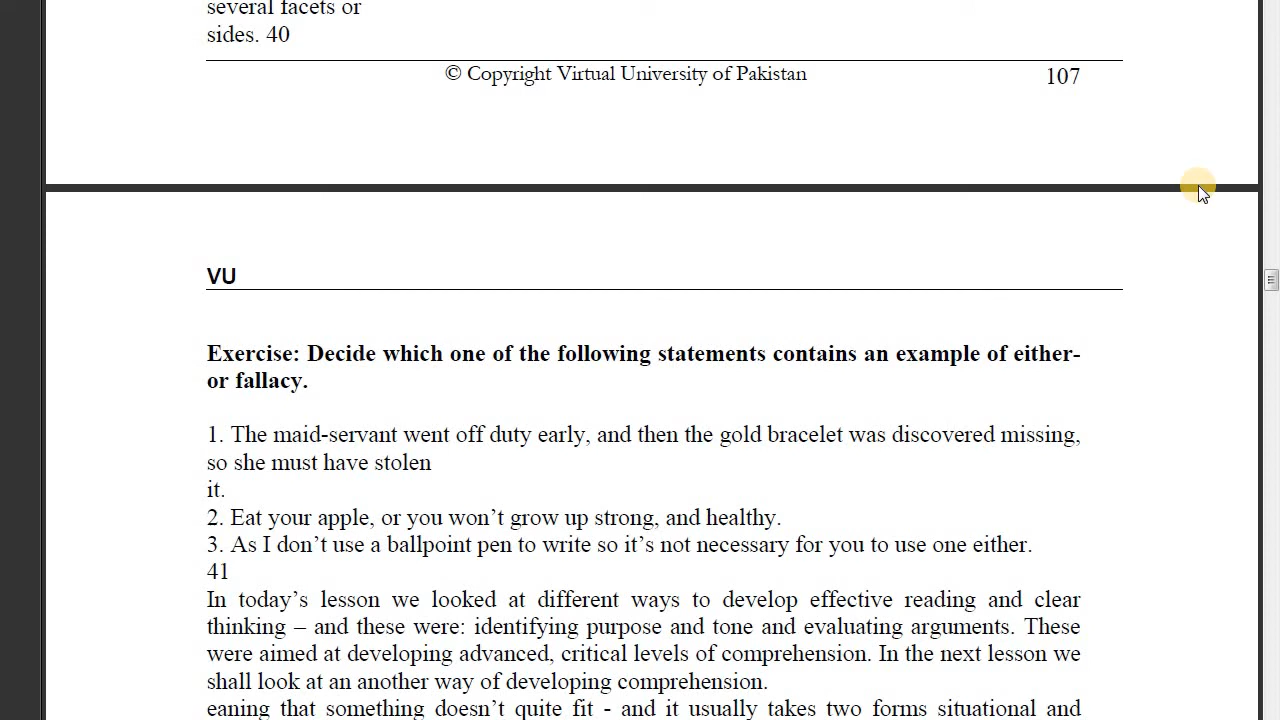 several facets or
sides. 40
© Copyright Virtual University of Pakistan 107
VU
Exercise: Decide which one of the following statements contains an example of either-
or fallacy.
1. The maid-servant went off duty early, and then the gold bracelet was discovered missing,
so she must have stolen
it.
2. Eat your apple, or you won’t grow up strong, and healthy.
3. As I don’t use a ballpoint pen to write so it’s not necessary for you to use one either.
41
In today’s lesson we looked at different ways to develop effective reading and clear
thinking – and these were: identifying purpose and tone and evaluating arguments. These
were aimed at developing advanced, critical levels of comprehension. In the next lesson we
shall look at an another way of developing comprehension.
eaning that something doesn’t quite fit - and it usually takes two forms situational and